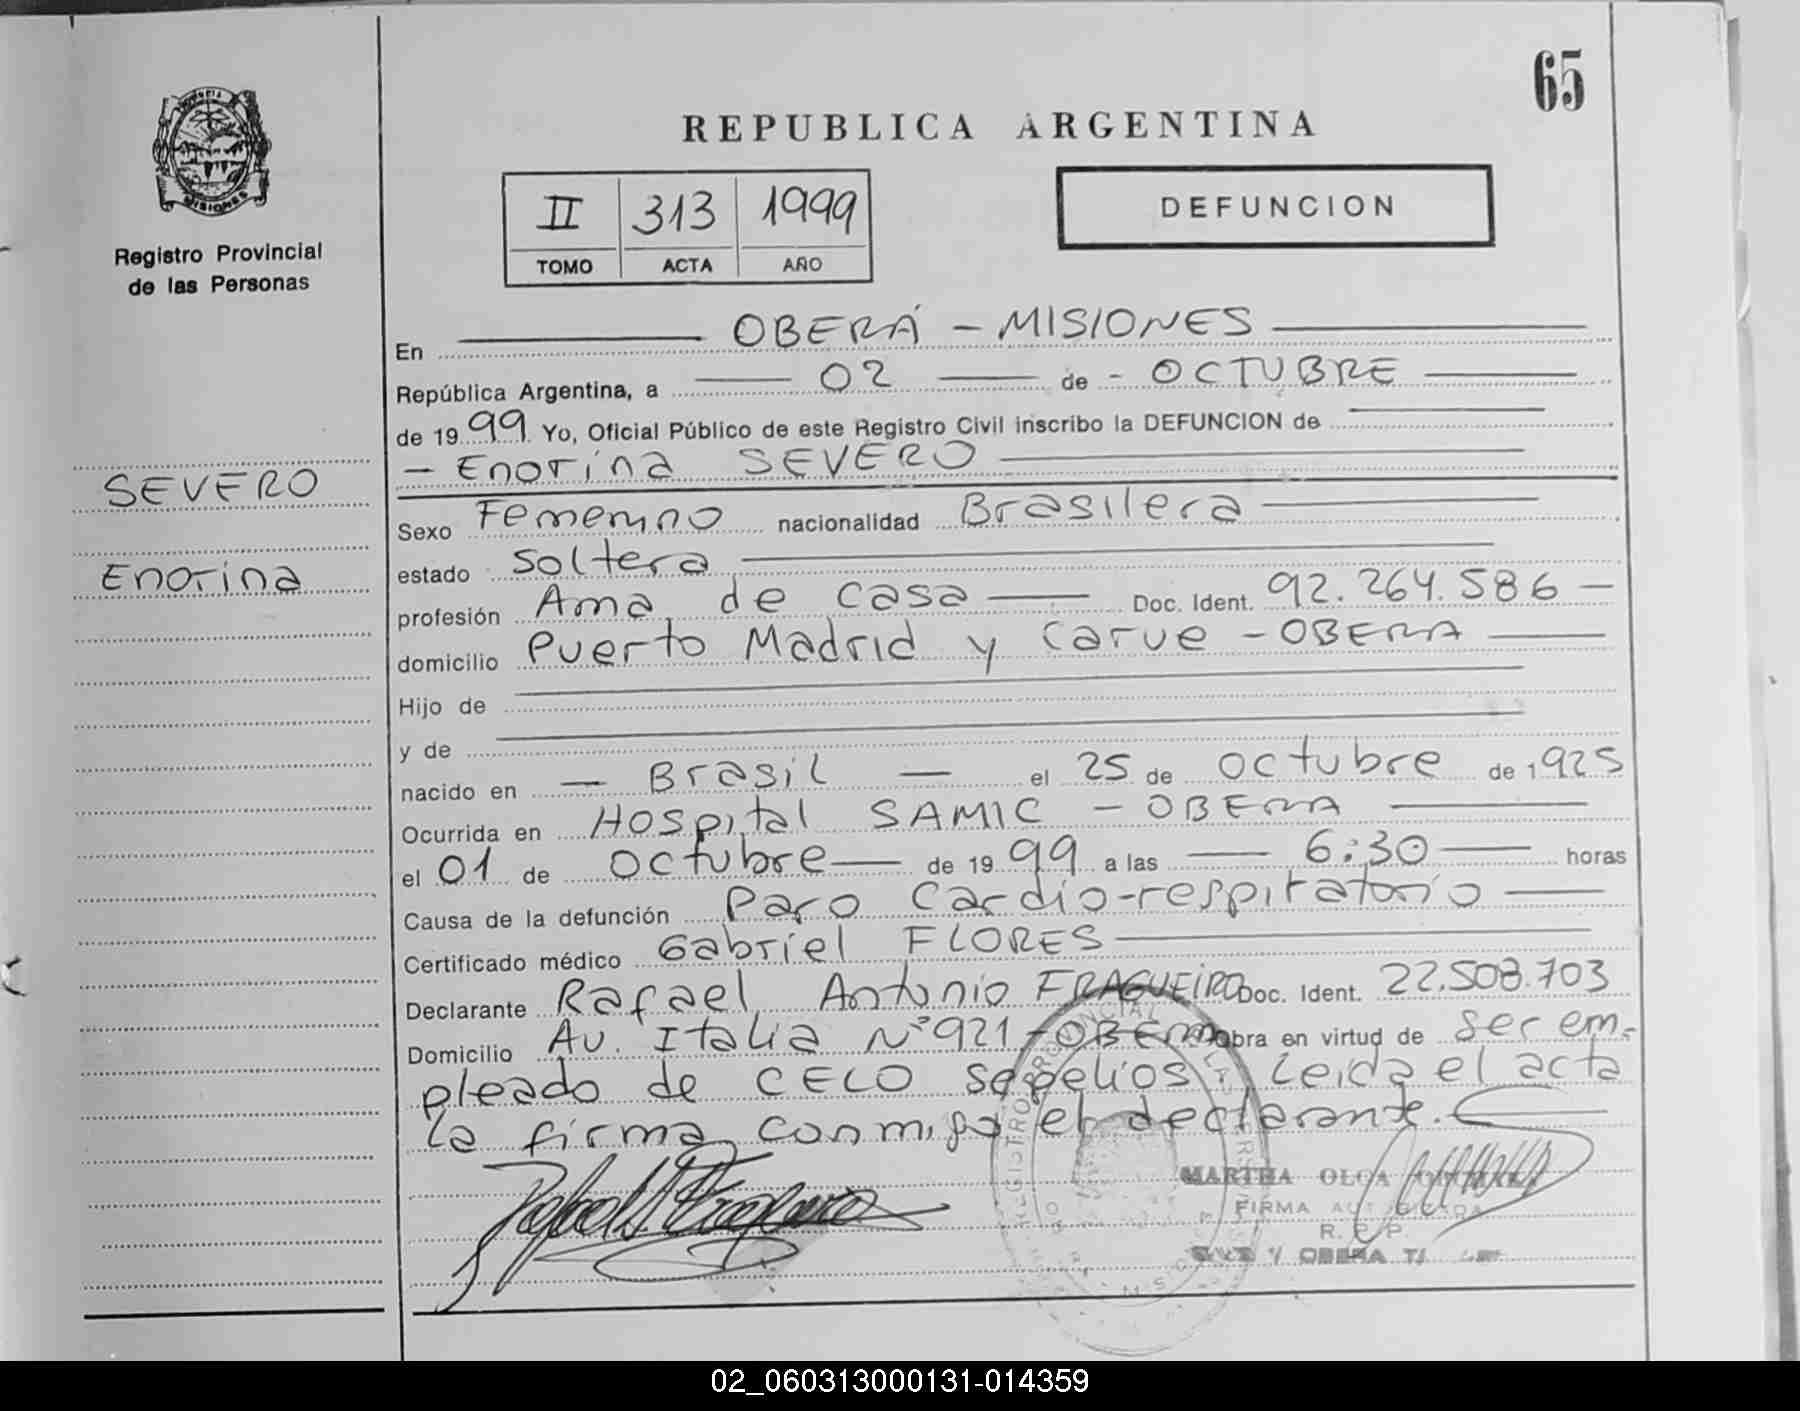 65
REPUBLICA ARGENTINA
PROVINCIA
MISIONES
Registro Provincial
de las Personas
II 313 1999
TOMO ACTA AÑO
DEFUNCION
En OBERÁ - MISIONES
República Argentina, a 02 de - OCTUBRE
de 1999 Yo, Oficial Público de este Registro Civil inscribo la DEFUNCION de
- Enorina SEVERO
SEVERO
Enorina
Sexo Femenino nacionalidad Brasilera
estado Soltera
profesión Ama de casa Doc. Ident. 92.264.586 -
domicilio Puerto Madrid y Carue - OBERA
Hijo de
y de
nacido en - Brasil - el 25 de octubre de 1925
Ocurrida en Hospital SAMIC - OBERA
el 01 de octubre de 1999 a las 6:30 horas
Causa de la defunción Paro Cardio-respiratorio
Certificado médico Gabriel FLORES
Declarante Rafael Antonio FRAGUEIRO Doc. Ident. 22.508.703
Domicilio Av. Italia Nº 921 - OBERA Obra en virtud de ser em-
pleado de CELO sepelios. Leida el acta
la firma conmigo el declarante.
MARTHA OLGA
FIRMA AUTORIZADA
R. P. P.
OBERA
02_060313000131-014359